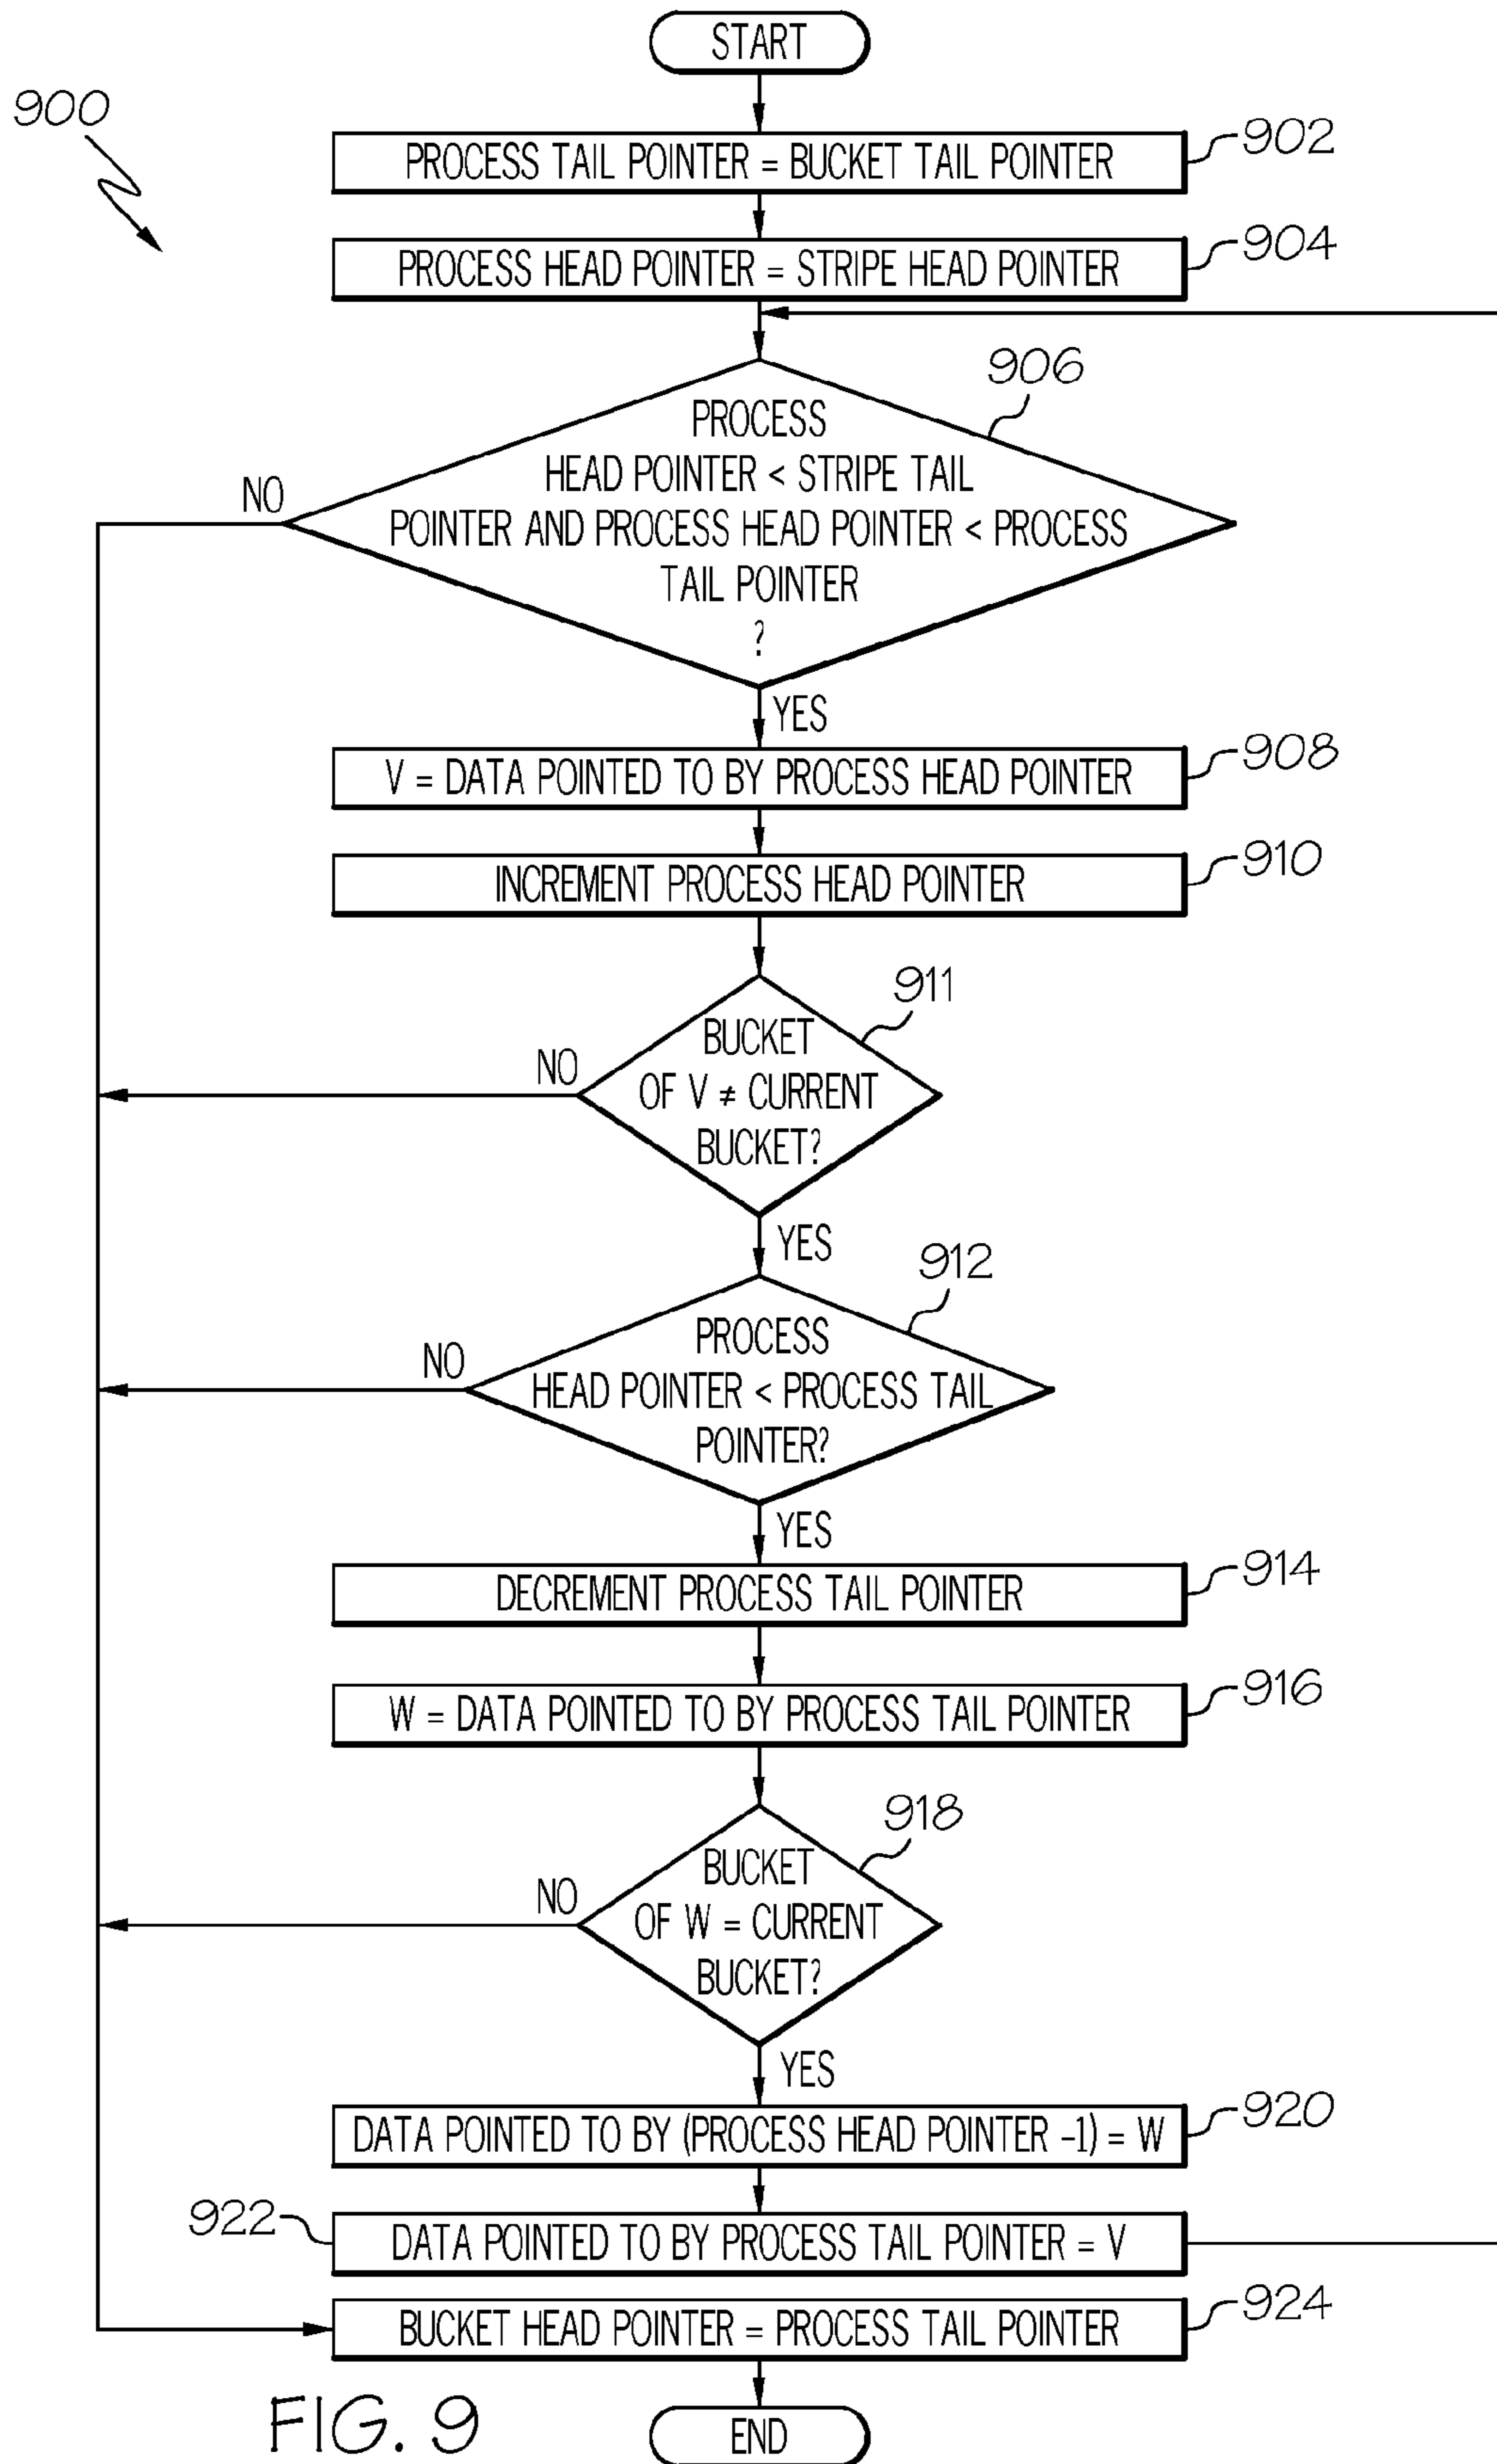 START
900
PROCESS TAIL POINTER = BUCKET TAIL POINTER
902
PROCESS HEAD POINTER = STRIPE HEAD POINTER
904
906
PROCESS
HEAD POINTER < STRIPE TAIL
POINTER AND PROCESS HEAD POINTER < PROCESS
TAIL POINTER
?
NO
YES
V = DATA POINTED TO BY PROCESS HEAD POINTER
908
INCREMENT PROCESS HEAD POINTER
910
911
BUCKET
OF V ≠ CURRENT
BUCKET?
NO
YES
912
PROCESS
HEAD POINTER < PROCESS TAIL
POINTER?
NO
YES
DECREMENT PROCESS TAIL POINTER
914
W = DATA POINTED TO BY PROCESS TAIL POINTER
916
918
BUCKET
OF W = CURRENT
BUCKET?
NO
YES
DATA POINTED TO BY (PROCESS HEAD POINTER -1) = W
920
922
DATA POINTED TO BY PROCESS TAIL POINTER = V
BUCKET HEAD POINTER = PROCESS TAIL POINTER
924
END
FIG. 9